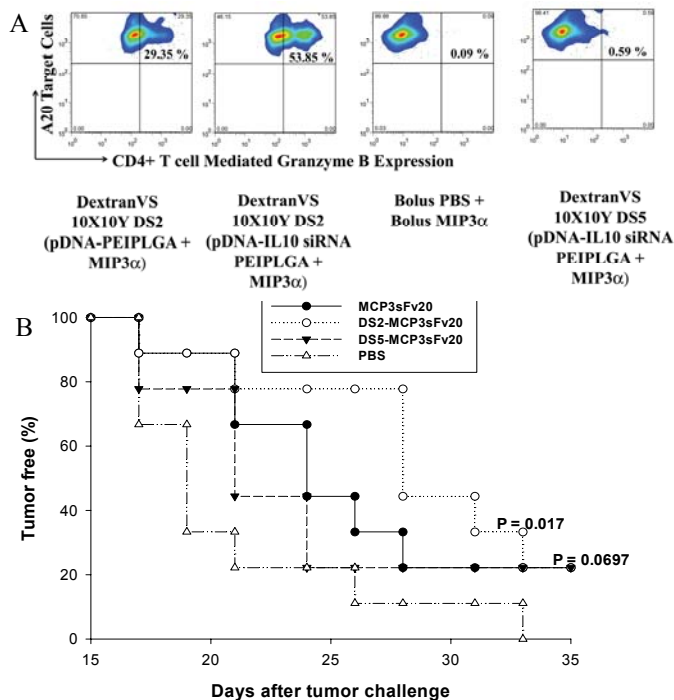 A
29.35 %
53.85 %
0.09 %
0.59 %
A20 Target Cells
CD4+ T cell Mediated Granzyme B Expression
DextranVS
10X10Y DS2
(pDNA-PEIPLGA +
MIP3α)
DextranVS
10X10Y DS2
(pDNA-IL10 siRNA
PEIPLGA +
MIP3α)
Bolus PBS +
Bolus MIP3α
DextranVS
10X10Y DS5
(pDNA-IL10 siRNA
PEIPLGA +
MIP3α)
B
MCP3sFv20
DS2-MCP3sFv20
DS5-MCP3sFv20
PBS
100
80
60
40
20
0
Tumor free (%)
P = 0.017
P = 0.0697
15 20 25 30 35
Days after tumor challenge